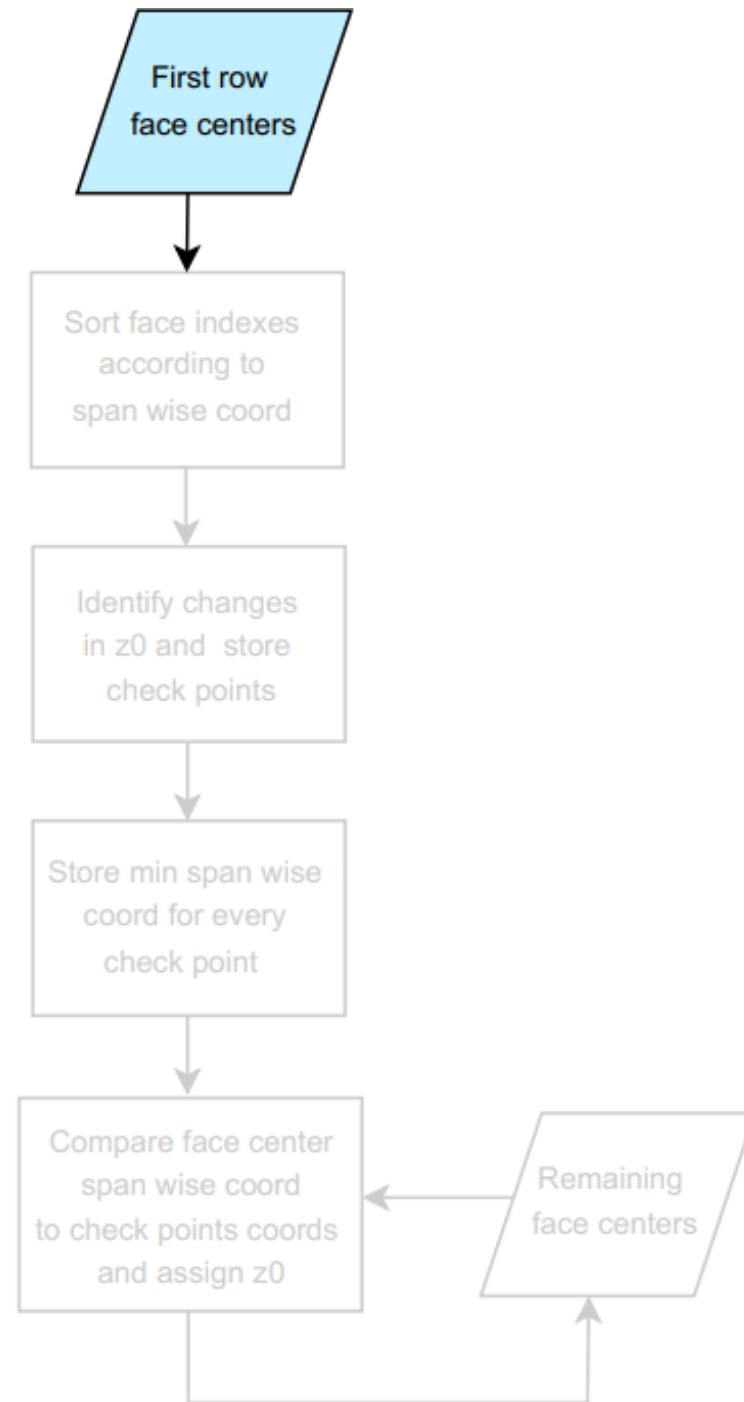 First row
face centers
Sort face indexes
according to
span wise coord
Identify changes
in z0 and store
check points
Store min span wise
coord for every
check point
Compare face center
span wise coord
to check points coords
and assign z0
Remaining
face centers